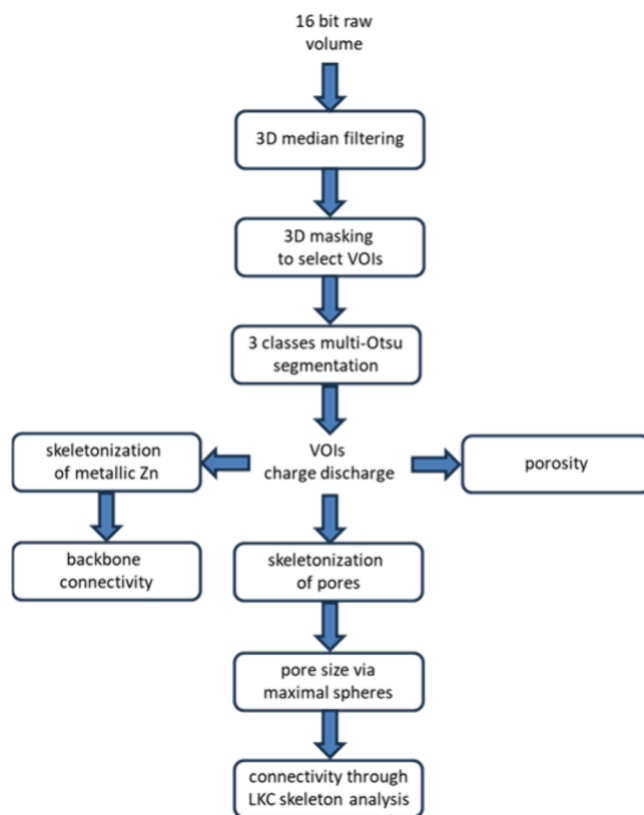 16 bit raw
volume
3D median filtering
3D masking
to select VOIs
3 classes multi-Otsu
segmentation
skeletonization
of metallic Zn
VOIs
charge discharge
porosity
backbone
connectivity
skeletonization
of pores
pore size via
maximal spheres
connectivity through
LKC skeleton analysis